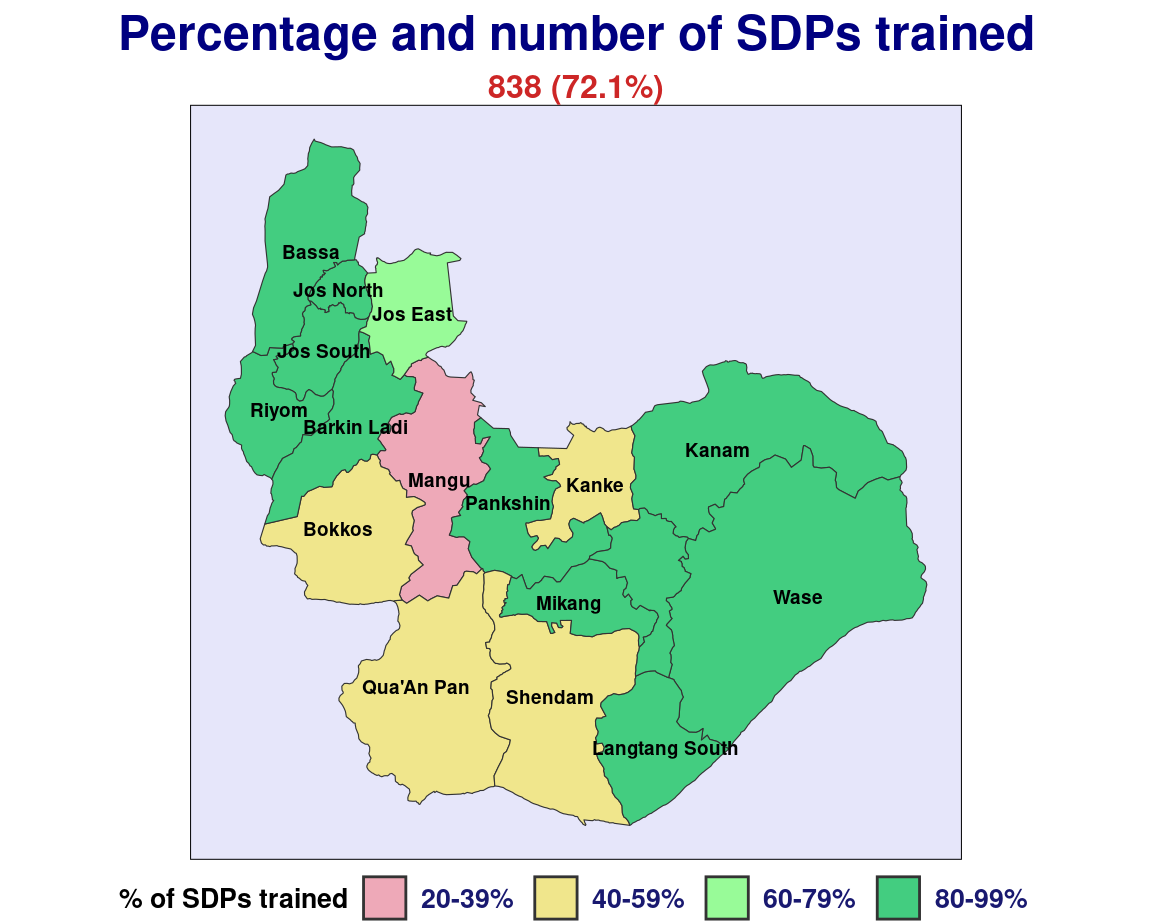 Percentage and number of SDPs trained
838 (72.1%)
Bassa
Jos North
Jos East
Jos South
Riyom
Barkin Ladi
Kanam
Mangu
Kanke
Pankshin
Bokkos
Wase
Mikang
Qua'An Pan
Shendam
Langtang South
% of SDPs trained 20-39% 40-59% 60-79% 80-99%